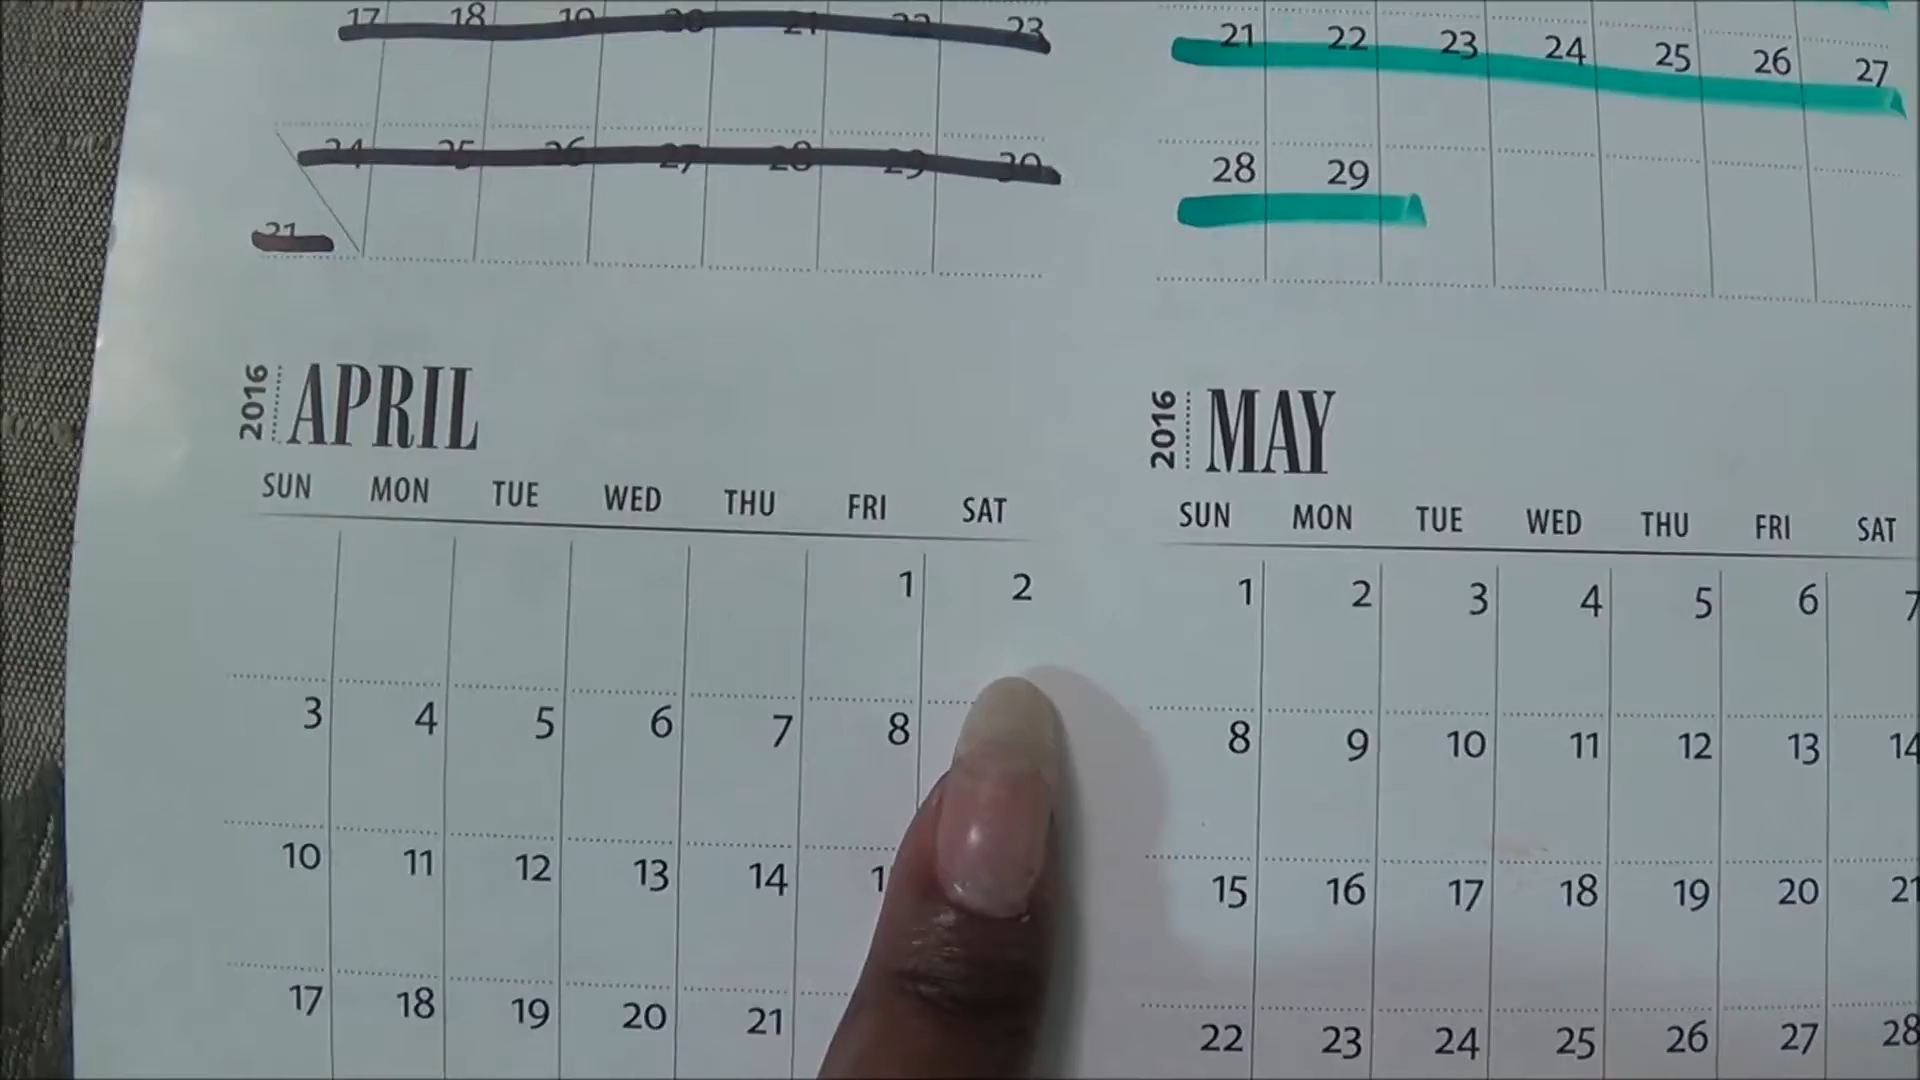 17 18 19 20 21 22 23
24 25 26 27 28 29 30
31
21 22 23 24 25 26 27
28 29
2016 APRIL
SUN MON TUE WED THU FRI SAT
1 2
3 4 5 6 7 8
10 11 12 13 14
17 18 19 20 21
2016 MAY
SUN MON TUE WED THU FRI SAT
1 2 3 4 5 6 7
8 9 10 11 12 13 14
15 16 17 18 19 20 21
22 23 24 25 26 27 28